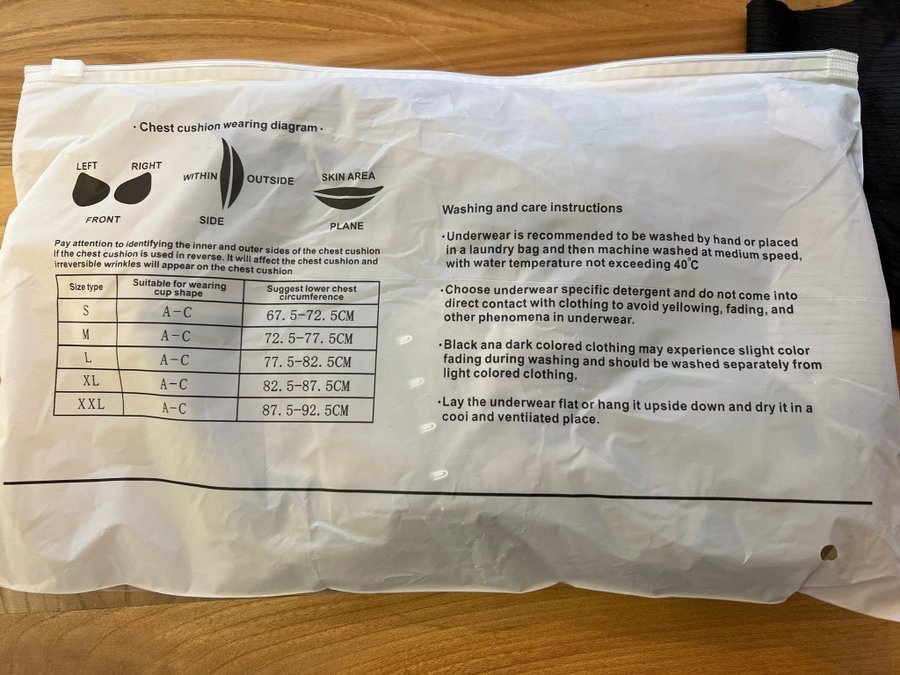 · Chest cushion wearing diagram ·
LEFT RIGHT
FRONT
WITHIN OUTSIDE
SIDE
SKIN AREA
PLANE
Pay attention to identifying the inner and outer sides of the chest cushion
If the chest cushion is used in reverse. It will affect the chest cushion and
irreversible wrinkles will appear on the chest cushion
Size type Suitable for wearing cup shape Suggest lower chest circumference
S A-C 67.5-72.5CM
M A-C 72.5-77.5CM
L A-C 77.5-82.5CM
XL A-C 82.5-87.5CM
XXL A-C 87.5-92.5CM
Washing and care instructions
·Underwear is recommended to be washed by hand or placed
in a laundry bag and then machine washed at medium speed,
with water temperature not exceeding 40°C
·Choose underwear specific detergent and do not come into
direct contact with clothing to avoid yellowing, fading, and
other phenomena in underwear.
·Black ana dark colored clothing may experience slight color
fading during washing and should be washed separately from
light colored clothing.
·Lay the underwear flat or hang it upside down and dry it in a
cooi and ventiiated place.